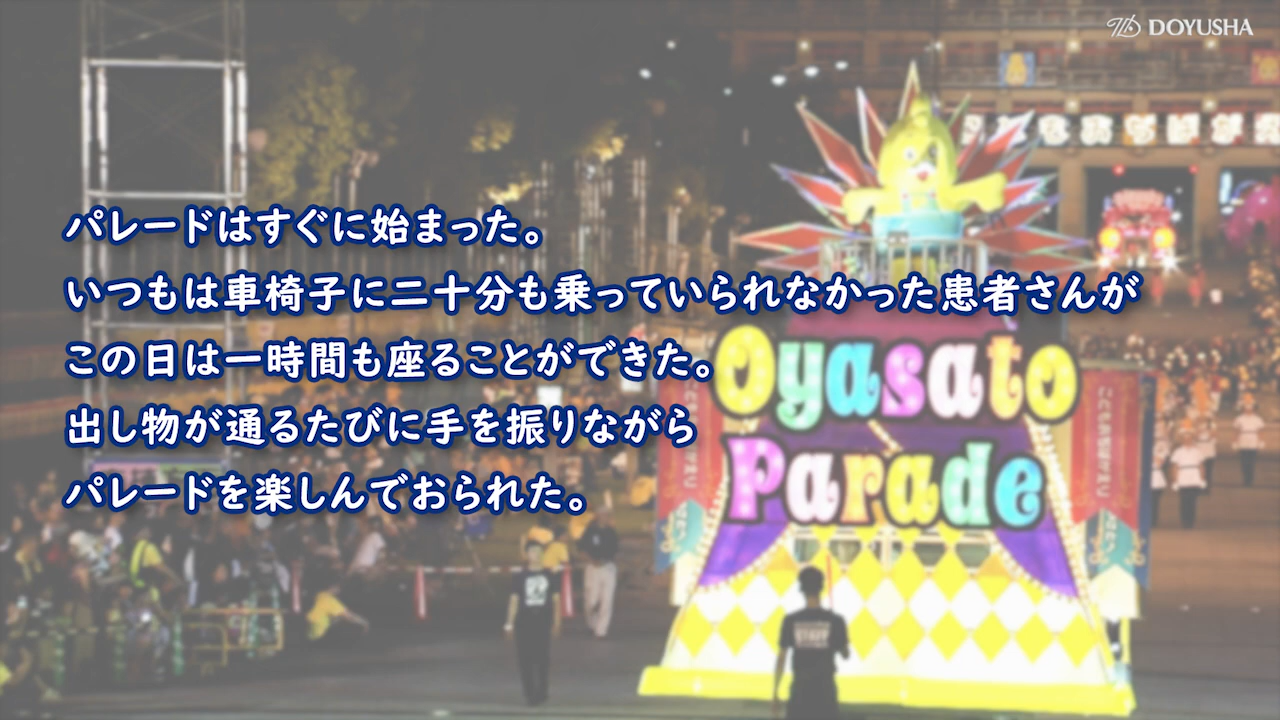 DOYUSHA
パレードはすぐに始まった。
いつもは車椅子に二十分も乗っていられなかった患者さんが
この日は一時間も座ることができた。
出し物が通るたびに手を振りながら
パレードを楽しんでおられた。
Oyasato
Parade
STAFF